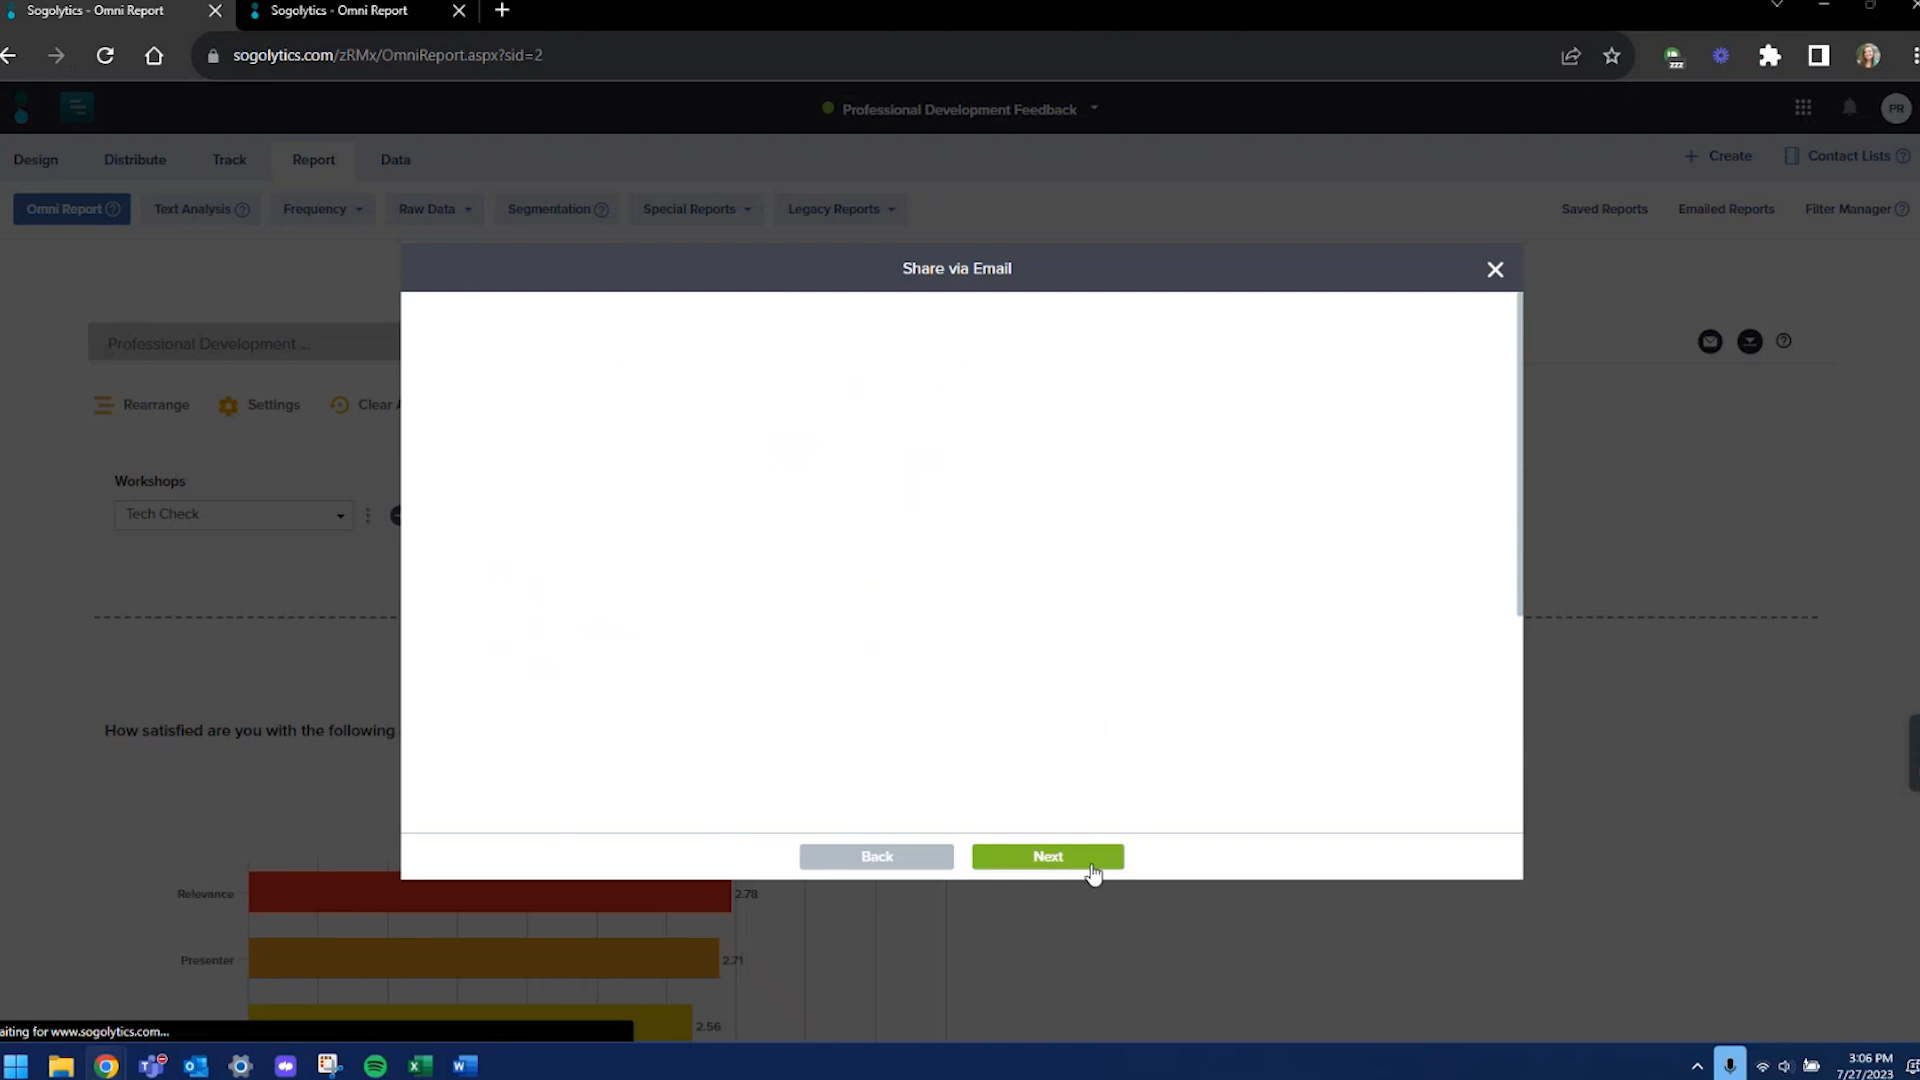 Sogolytics - Omni Report
Sogolytics - Omni Report
sogolytics.com/zRMx/OmniReport.aspx?sid=2
zzz
Professional Development Feedback
PR
Design Distribute Track Report Data
Create Contact Lists
Omni Report Text Analysis Frequency Raw Data Segmentation Special Reports Legacy Reports
Saved Reports Emailed Reports Filter Manager
Share via Email
Professional Development ...
Rearrange Settings Clear
Workshops
Tech Check
How satisfied are you with the following
Back Next
Relevance 2.78
Presenter 2.71
2.56
aiting for www.sogolytics.com...
3:06 PM
7/27/2023